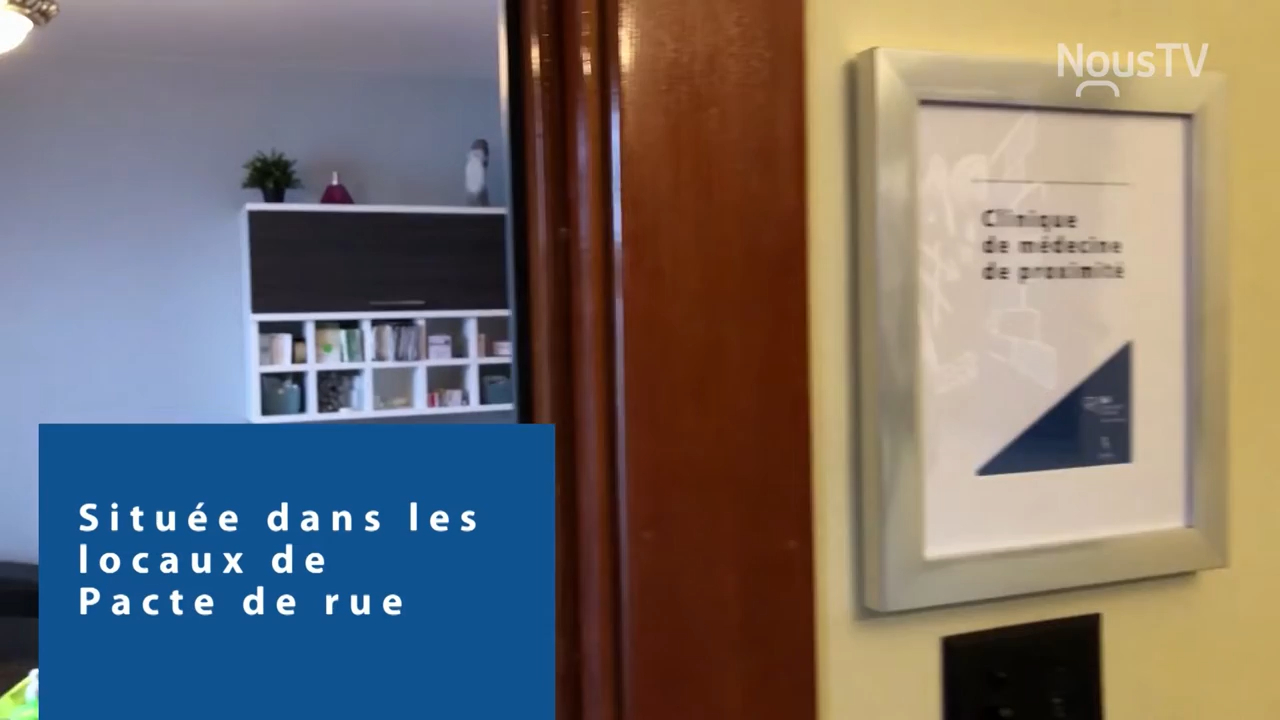 NousTV
Clinique
de médecine
de proximité
Située dans les
locaux de
Pacte de rue